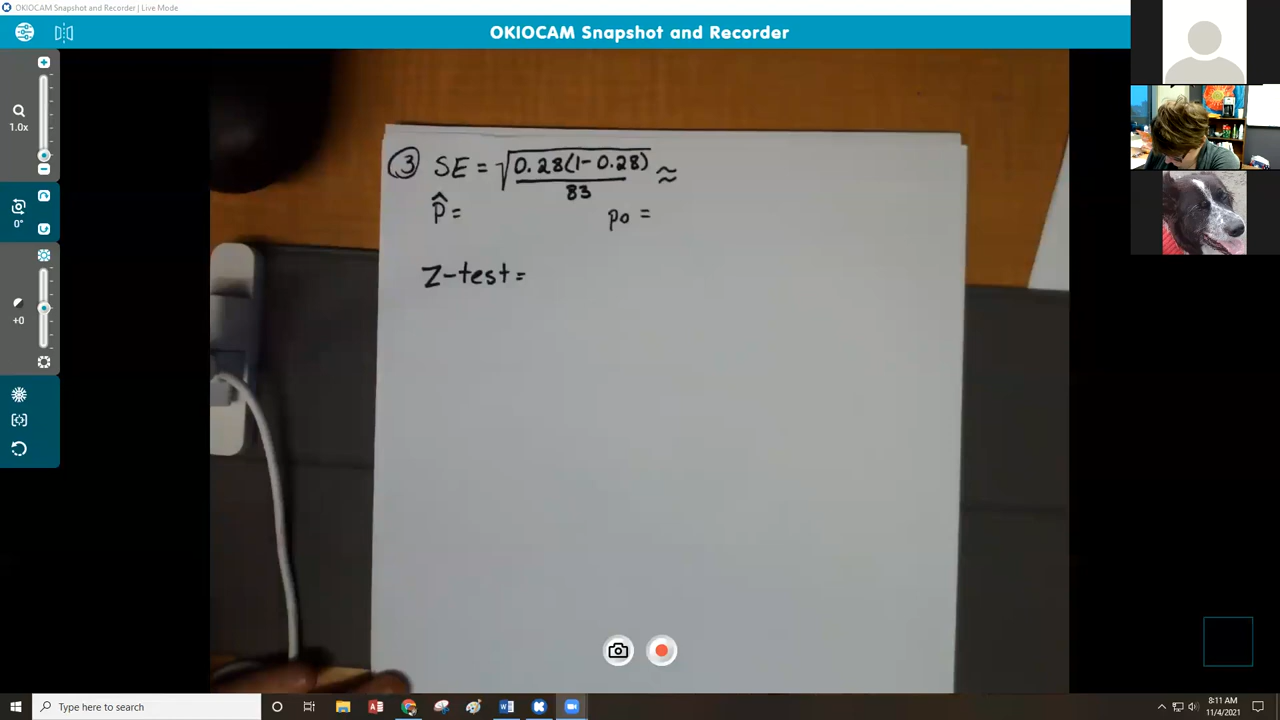 OKIOCAM Snapshot and Recorder | Live Mode
OKIOCAM Snapshot and Recorder
1.0x
0°
+0
③ SE = √(0.28(1-0.28)/83) ≈
p̂ =
po =
Z-test =
Type here to search
8:11 AM
11/4/2021